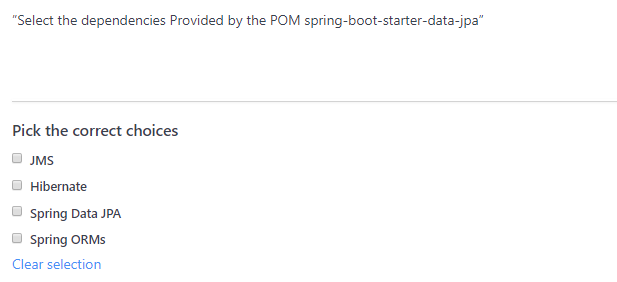 “Select the dependencies Provided by the POM spring-boot-starter-data-jpa”
Pick the correct choices
JMS
Hibernate
Spring Data JPA
Spring ORMs
Clear selection